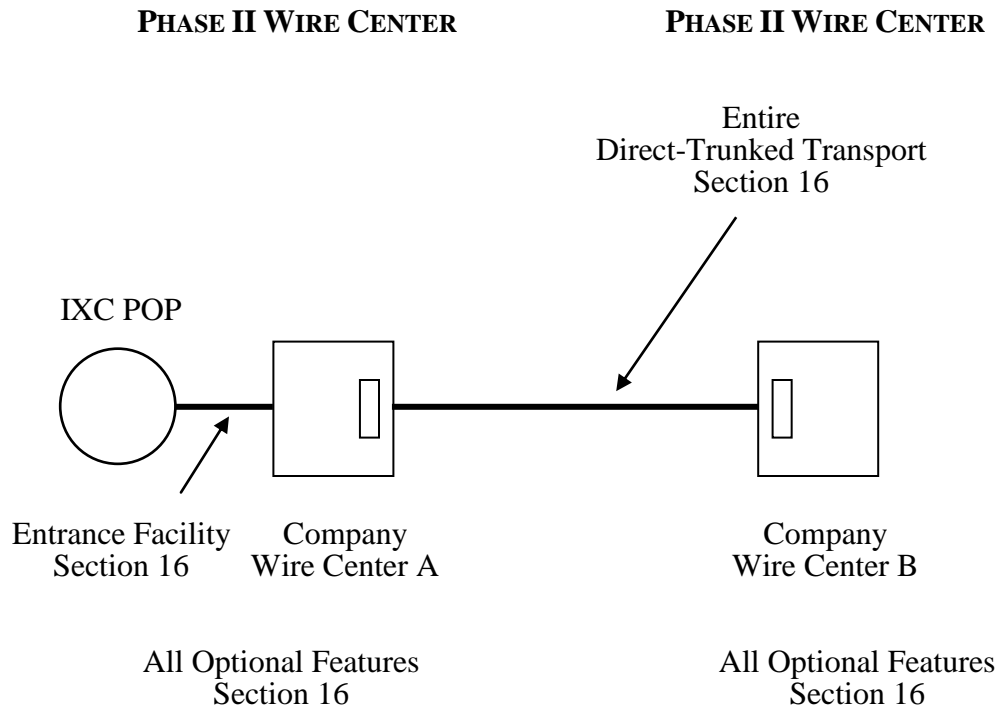 PHASE II WIRE CENTER
PHASE II WIRE CENTER
Entire
Direct-Trunked Transport
Section 16
IXC POP
Entrance Facility
Section 16
Company
Wire Center A
Company
Wire Center B
All Optional Features
Section 16
All Optional Features
Section 16